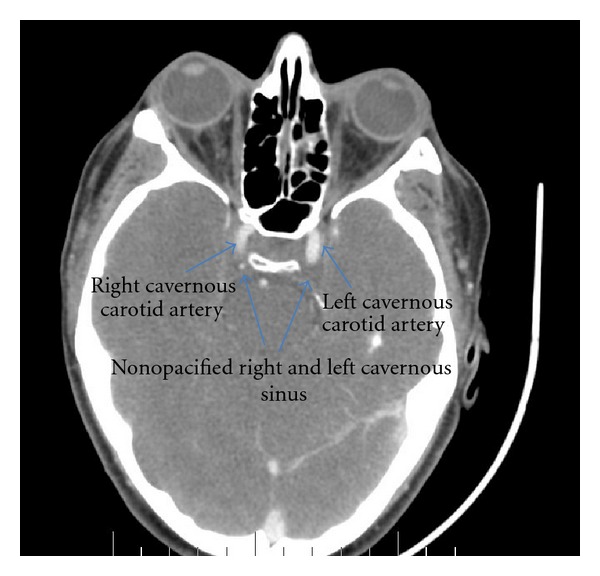 Right cavernous
carotid artery
Left cavernous
carotid artery
Nonopacified right and left cavernous
sinus